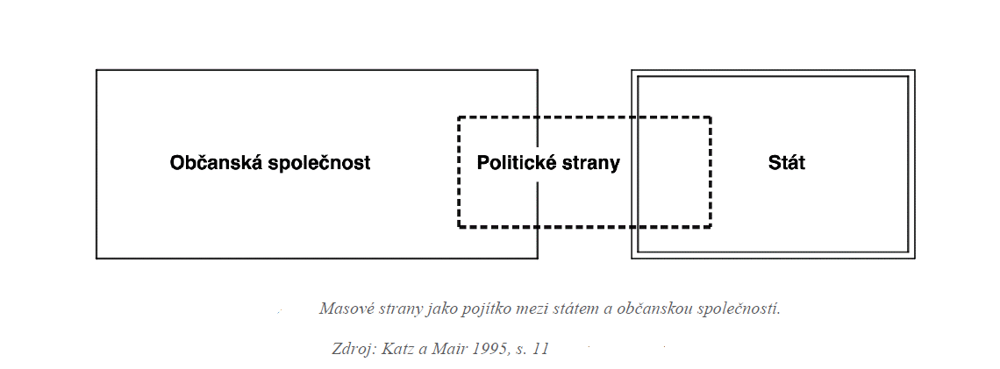 Občanská společnost Politické strany Stát
Masové strany jako pojítko mezi státem a občanskou společností.
Zdroj: Katz a Mair 1995, s. 11